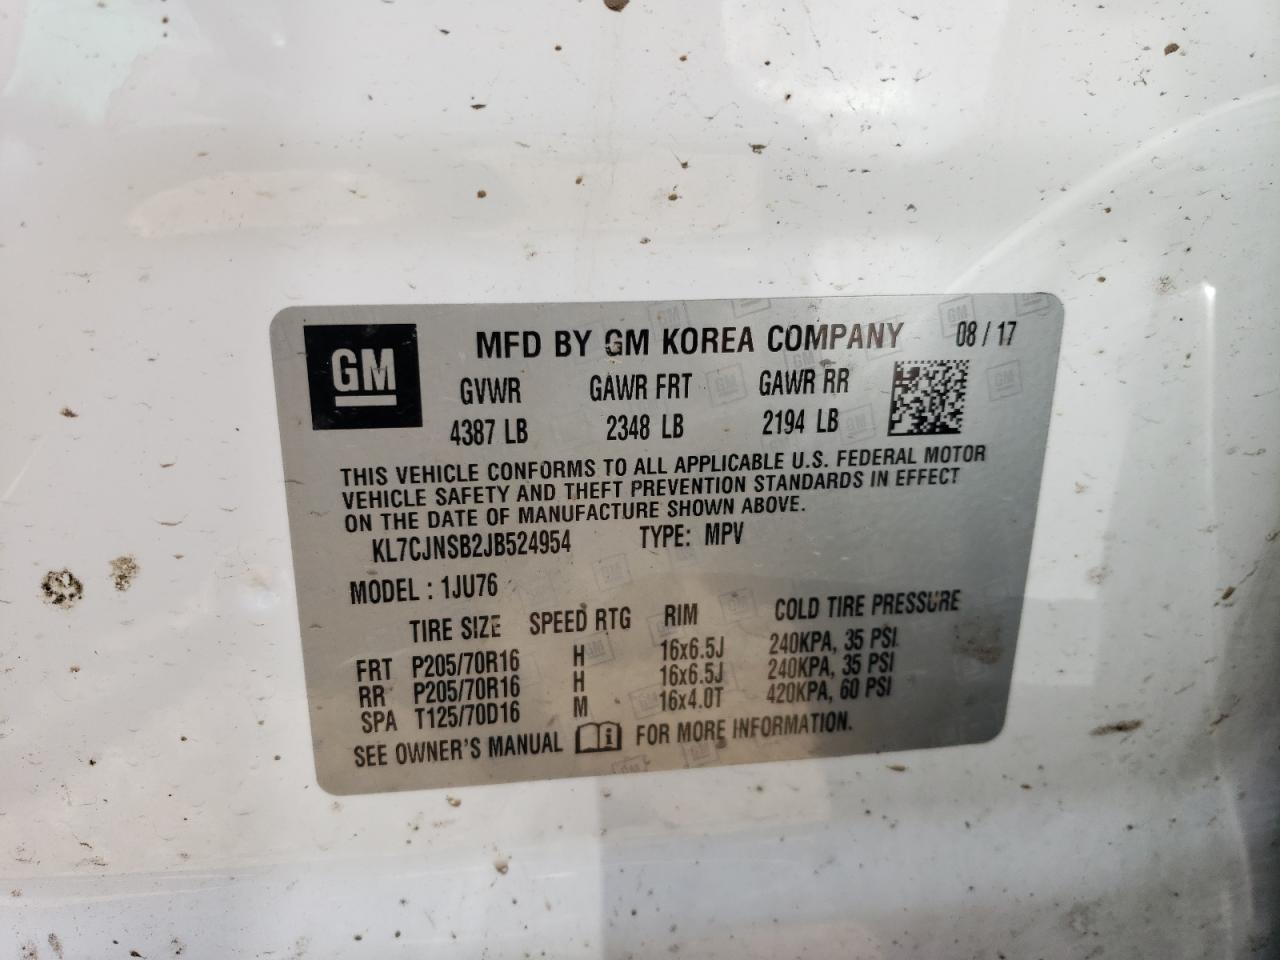 GM
MFD BY GM KOREA COMPANY 08 / 17
GVWR GAWR FRT GAWR RR
4387 LB 2348 LB 2194 LB
THIS VEHICLE CONFORMS TO ALL APPLICABLE U.S. FEDERAL MOTOR
VEHICLE SAFETY AND THEFT PREVENTION STANDARDS IN EFFECT
ON THE DATE OF MANUFACTURE SHOWN ABOVE.
KL7CJNSB2JB524954 TYPE: MPV
MODEL : 1JU76
TIRE SIZE SPEED RTG RIM COLD TIRE PRESSURE
FRT P205/70R16 H 16x6.5J 240KPA, 35 PSI
RR P205/70R16 H 16x6.5J 240KPA, 35 PSI
SPA T125/70D16 M 16x4.0T 420KPA, 60 PSI
SEE OWNER'S MANUAL i FOR MORE INFORMATION.